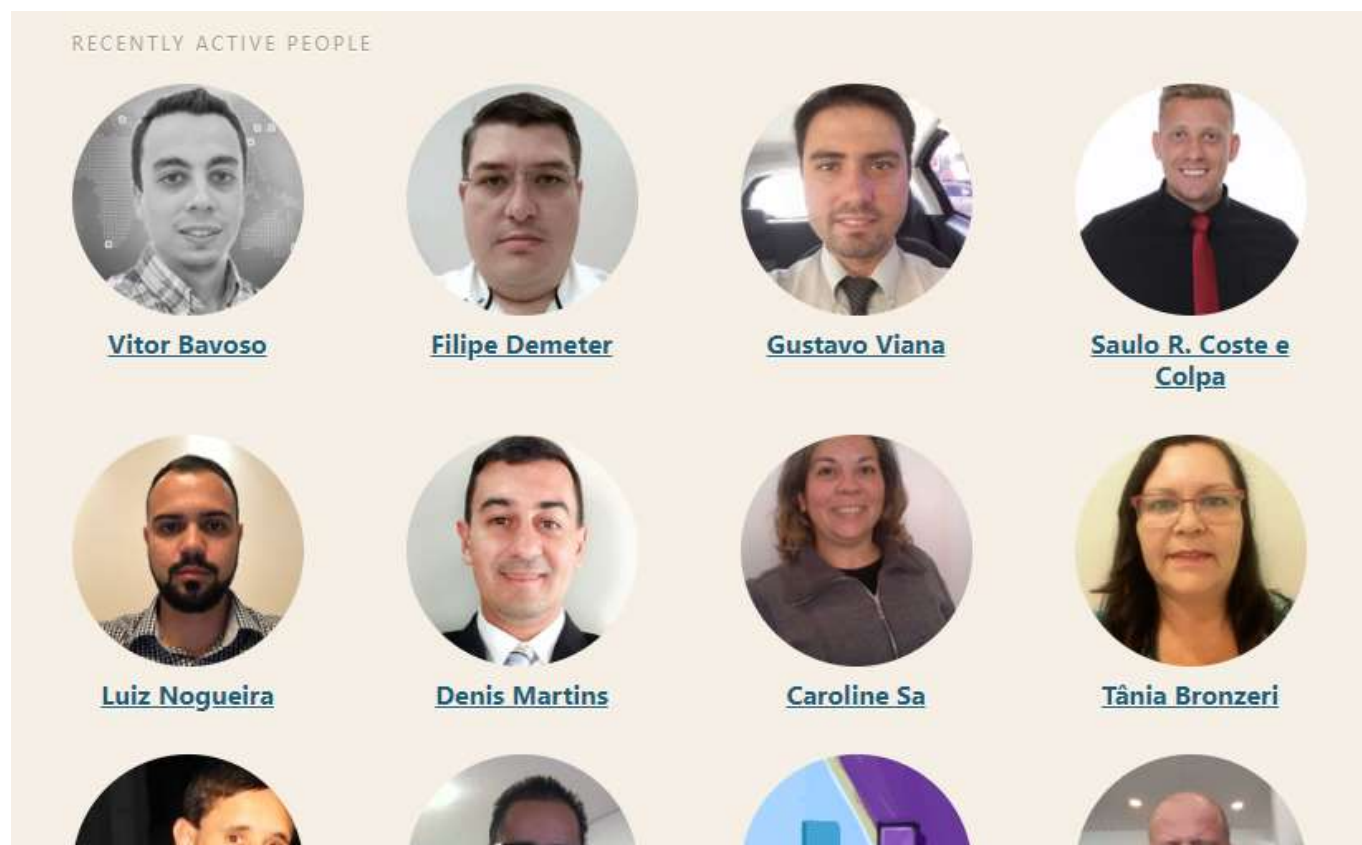 RECENTLY ACTIVE PEOPLE
Vitor Bavoso
Filipe Demeter
Gustavo Viana
Saulo R. Coste e
Colpa
Luiz Nogueira
Denis Martins
Caroline Sa
Tânia Bronzeri